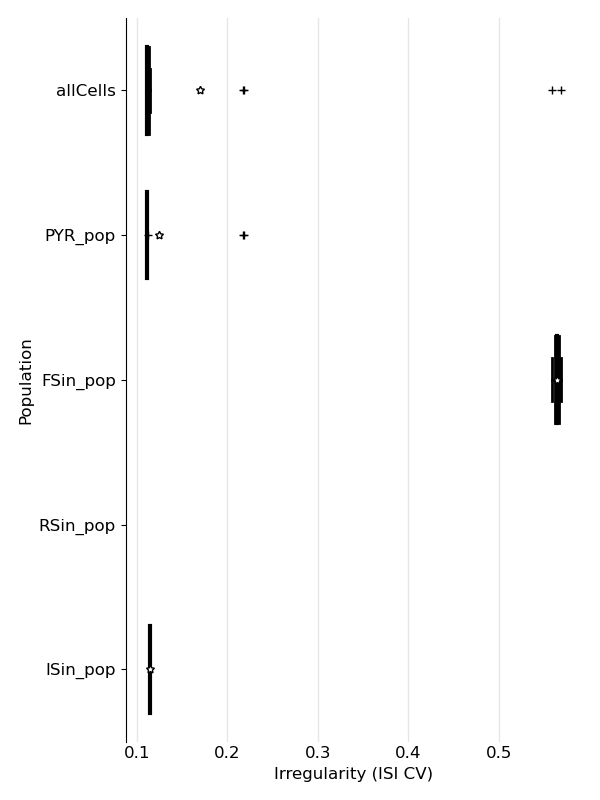 allCells
PYR_pop
FSin_pop
RSin_pop
ISin_pop
Population
0.1 0.2 0.3 0.4 0.5
Irregularity (ISI CV)